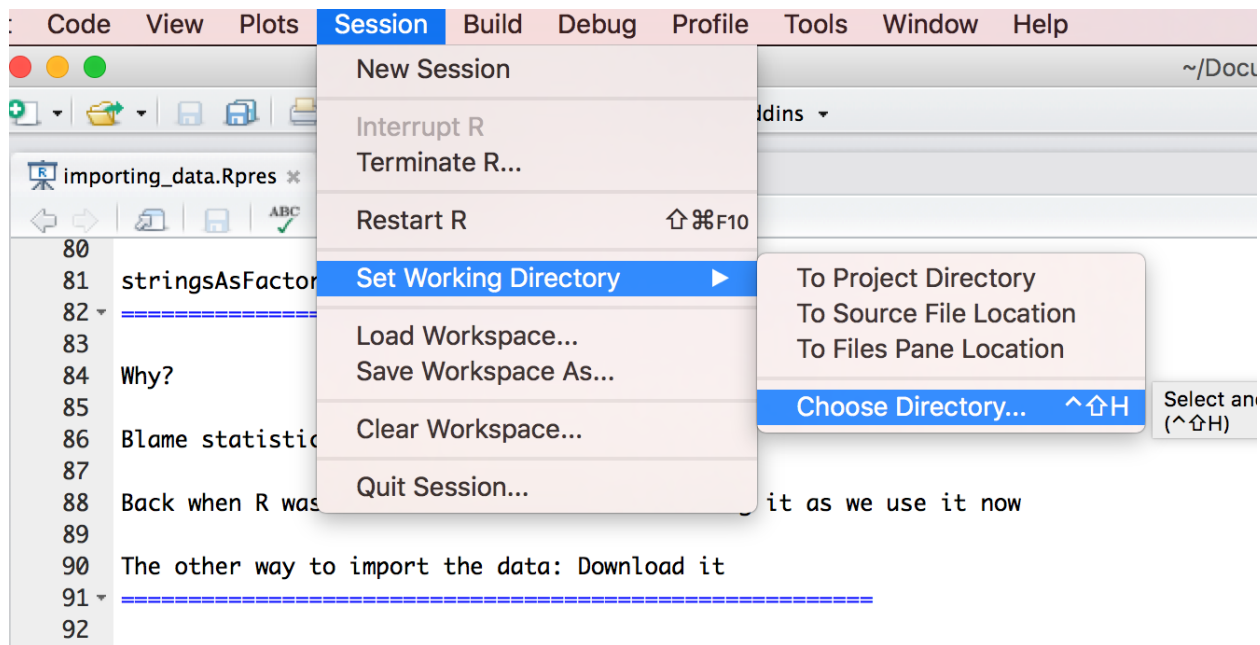 Code View Plots Session Build Debug Profile Tools Window Help
~/Docu
ddins
importing_data.Rpres
ABC
New Session
Interrupt R
Terminate R...
Restart R ⇧⌘F10
Set Working Directory
Load Workspace...
Save Workspace As...
Clear Workspace...
Quit Session...
To Project Directory
To Source File Location
To Files Pane Location
Choose Directory... ^⇧H
Select and
(^⇧H)
80
81 stringsAsFactor
82 ================
83
84 Why?
85
86 Blame statistic
87
88 Back when R was it as we use it now
89
90 The other way to import the data: Download it
91 ========================================================
92